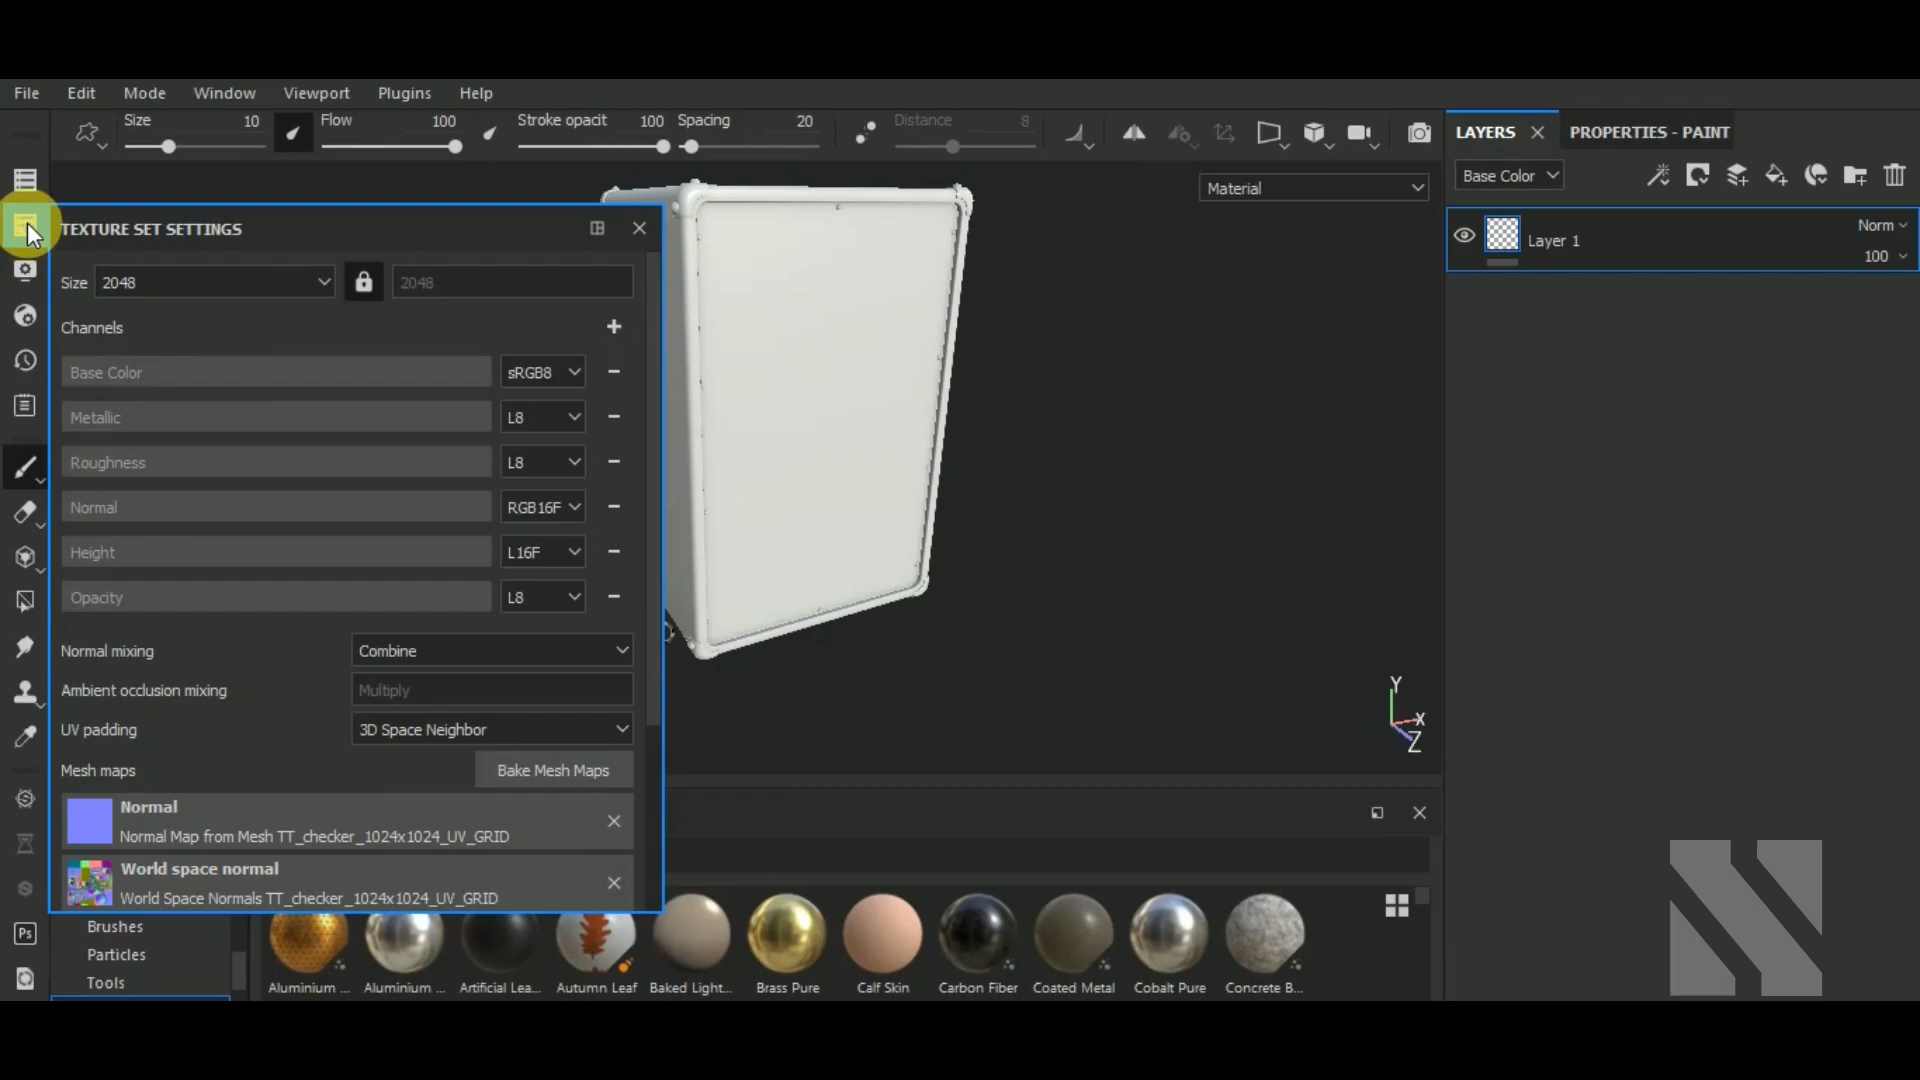 File Edit Mode Window Viewport Plugins Help
Size 10 Flow 100 Stroke opacit 100 Spacing 20 Distance 8
LAYERS PROPERTIES - PAINT
Base Color
Material
Layer 1 Norm
100
TEXTURE SET SETTINGS
Size 2048 2048
Channels
Base Color sRGB8
Metallic L8
Roughness L8
Normal RGB16F
Height L16F
Opacity L8
Normal mixing Combine
Ambient occlusion mixing Multiply
UV padding 3D Space Neighbor
Mesh maps Bake Mesh Maps
Normal
Normal Map from Mesh TT_checker_1024x1024_UV_GRID
World space normal
World Space Normals TT_checker_1024x1024_UV_GRID
Y
X
Z
Brushes
Particles
Tools
Ps
Aluminium ... Aluminium ... Artificial Lea... Autumn Leaf Baked Light... Brass Pure Calf Skin Carbon Fiber Coated Metal Cobalt Pure Concrete B...